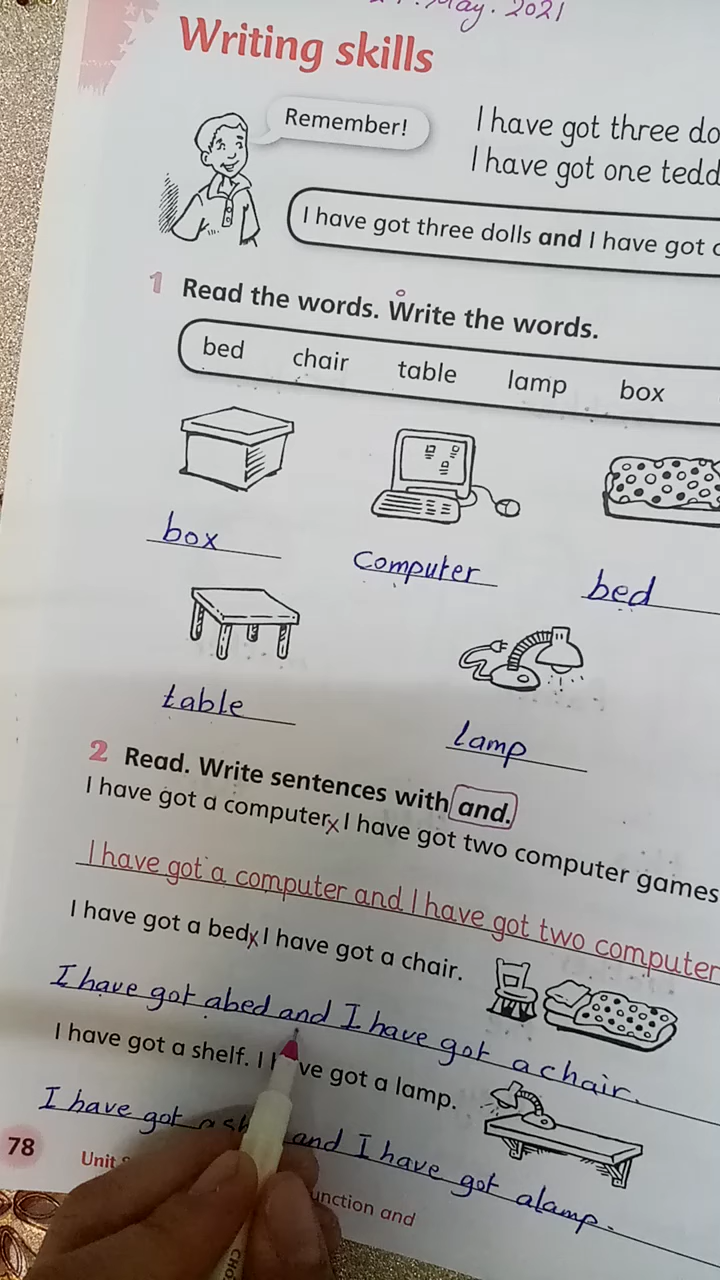 May. 2021
Writing skills
Remember!
I have got three do
I have got one tedd
I have got three dolls and I have got
1 Read the words. Write the words.
bed chair table lamp box
box computer bed
table lamp
2 Read. Write sentences with and.
I have got a computer. I have got two computer games
I have got a computer and I have got two computer
I have got a bed. I have got a chair.
I have got abed and I have got a chair.
I have got a shelf. I have got a lamp.
I have got a sh and I have got alamp.
78 Unit
unction and